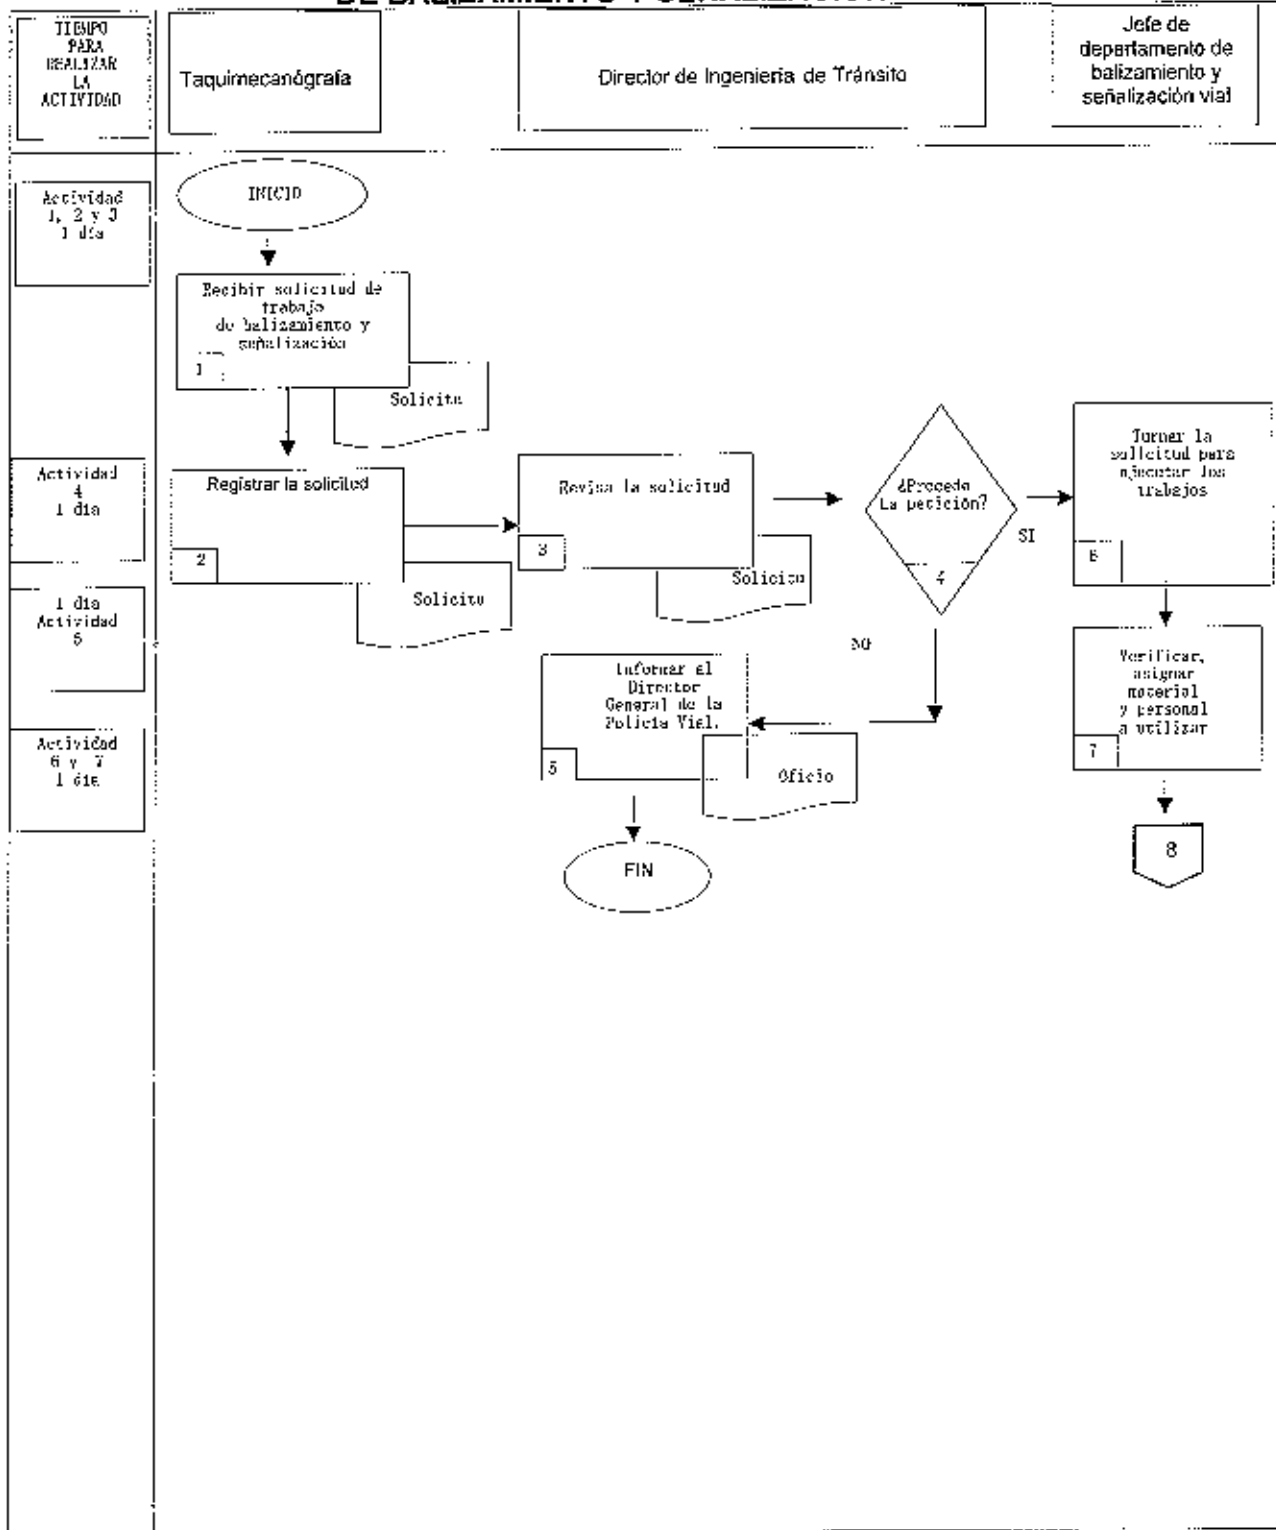 DE BALIZAMIENTO Y SEÑALIZACIÓN
TIEMPO
PARA
REALIZAR
LA
ACTIVIDAD
Taquimecanógrafa
Director de Ingeniería de Tránsito
Jefe de
departamento de
balizamiento y
señalización vial
Actividad
1, 2 y 3
1 día
INICIO
Recibir solicitud de
trabajo
de balizamiento y
señalización
1
Solicitu
Actividad
4
1 día
Registrar la solicitud
2
Solicitu
Revisa la solicitud
3
Solicitu
¿Procede
la petición?
4
SI
NO
Turnar la
solicitud para
ejecutar los
trabajos
6
1 día
Actividad
5
Informar al
Director
General de la
Policía Vial.
5
Oficio
Verificar,
asignar
material
y personal
a utilizar
7
Actividad
6 y 7
1 día
FIN
8